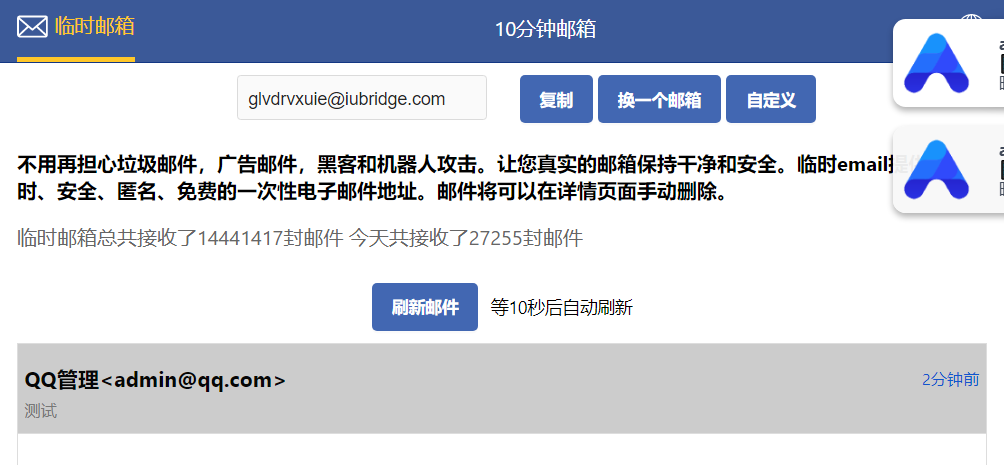 临时邮箱
10分钟邮箱
glvdrvxuie@iubridge.com
复制
换一个邮箱
自定义
不用再担心垃圾邮件，广告邮件，黑客和机器人攻击。让您真实的邮箱保持干净和安全。临时email提
时、安全、匿名、免费的一次性电子邮件地址。邮件将可以在详情页面手动删除。
临时邮箱总共接收了14441417封邮件 今天共接收了27255封邮件
刷新邮件
等10秒后自动刷新
QQ管理<admin@qq.com>
2分钟前
测试